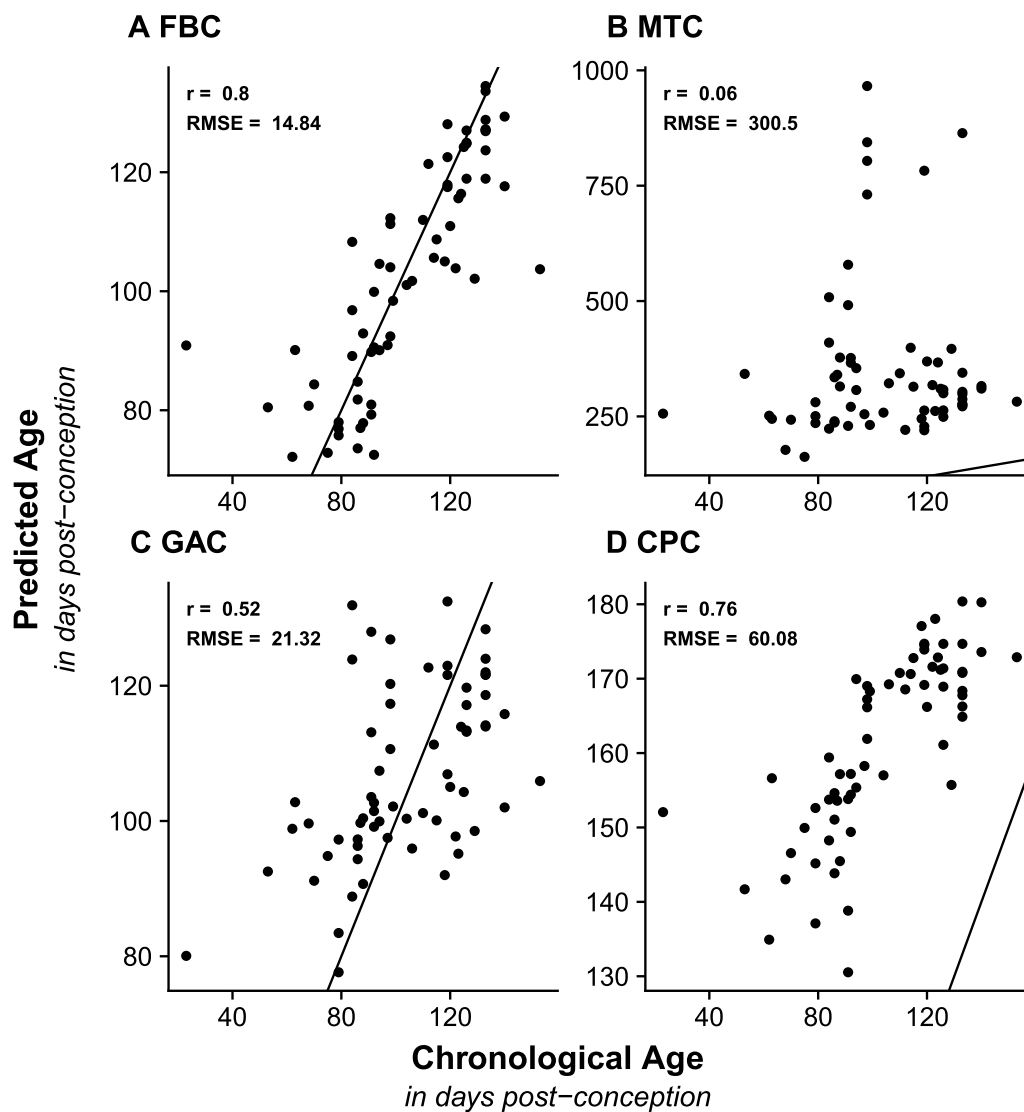 A FBC
r = 0.8
RMSE = 14.84
120
100
80
40 80 120
B MTC
r = 0.06
RMSE = 300.5
1000
750
500
250
40 80 120
C GAC
r = 0.52
RMSE = 21.32
120
100
80
40 80 120
D CPC
r = 0.76
RMSE = 60.08
180
170
160
150
140
130
40 80 120
Predicted Age
in days post−conception
Chronological Age
in days post−conception